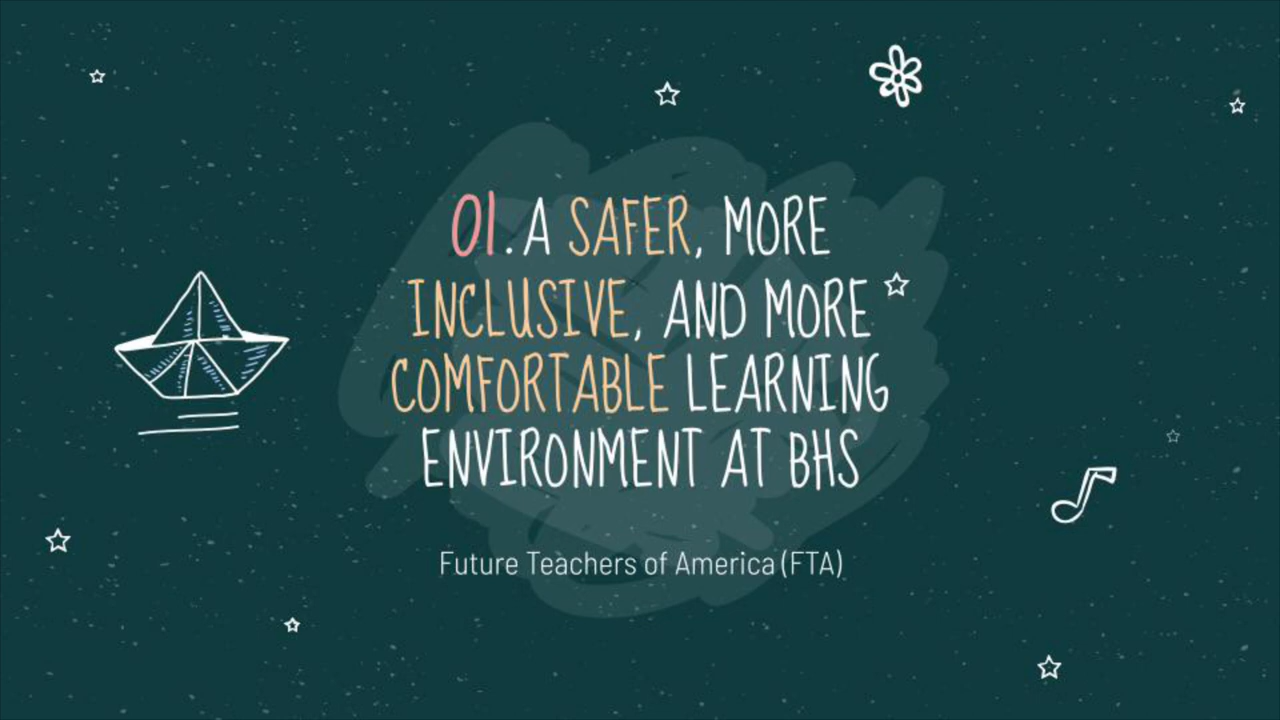 01. A SAFER, MORE
INCLUSIVE, AND MORE
COMFORTABLE LEARNING
ENVIRONMENT AT BHS
Future Teachers of America (FTA)